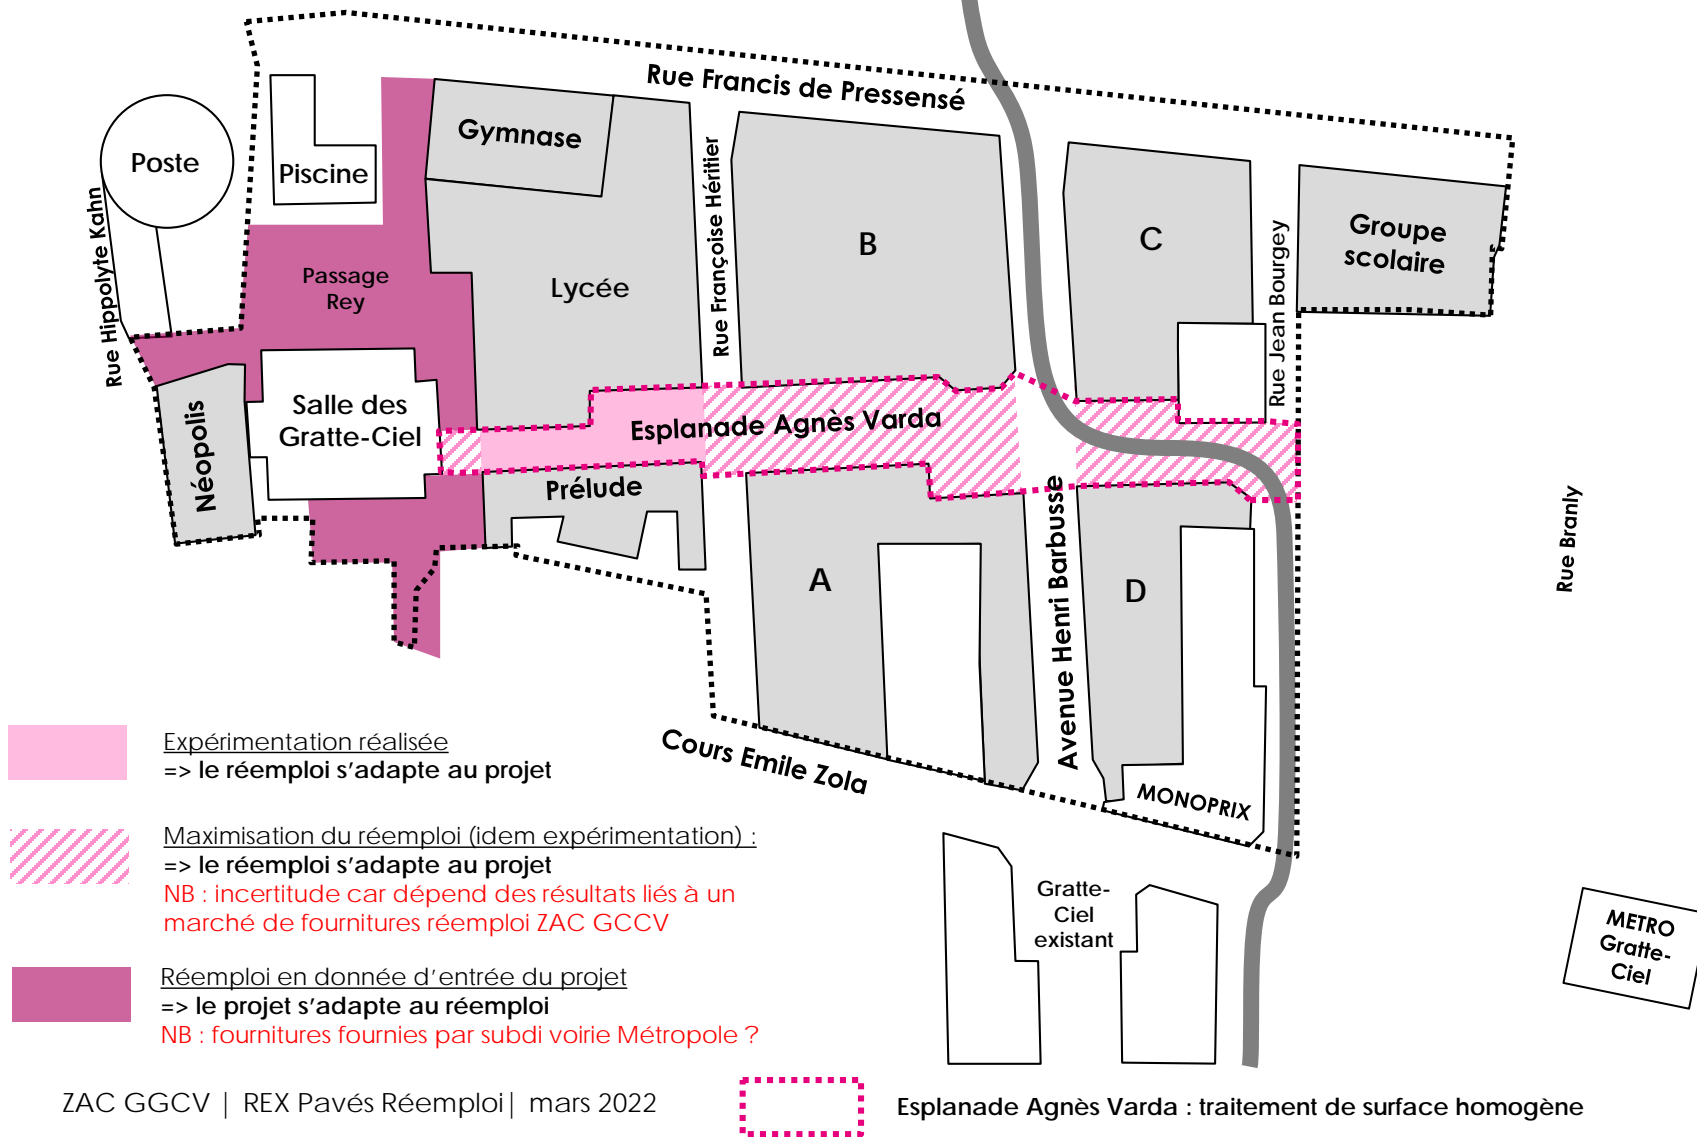 Rue Francis de Pressensé
Poste
Piscine
Gymnase
Rue Hippolyte Kahn
Passage
Rey
Lycée
Rue Françoise Héritier
B
C
Rue Jean Bourgey
Groupe
scolaire
Néopolis
Salle des
Gratte-Ciel
Esplanade Agnès Varda
Prélude
A
Avenue Henri Barbusse
D
Rue Branly
Cours Emile Zola
MONOPRIX
Gratte-
Ciel
existant
METRO
Gratte-
Ciel
Expérimentation réalisée
=> le réemploi s'adapte au projet
Maximisation du réemploi (idem expérimentation) :
=> le réemploi s'adapte au projet
NB : incertitude car dépend des résultats liés à un
marché de fournitures réemploi ZAC GCCV
Réemploi en donnée d'entrée du projet
=> le projet s'adapte au réemploi
NB : fournitures fournies par subdi voirie Métropole ?
ZAC GGCV | REX Pavés Réemploi| mars 2022
Esplanade Agnès Varda : traitement de surface homogène